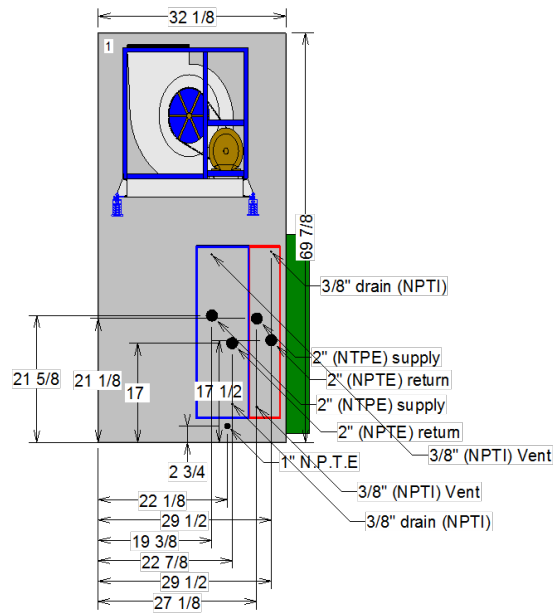 32 1/8
1
69 7/8
3/8" drain (NPTI)
21 5/8
21 1/8
17
17 1/2
2" (NTPE) supply
2" (NPTE) return
2" (NTPE) supply
2" (NPTE) return
3/8" (NPTI) Vent
1" N.P.T.E
2 3/4
3/8" (NPTI) Vent
22 1/8
29 1/2
3/8" drain (NPTI)
19 3/8
22 7/8
29 1/2
27 1/8